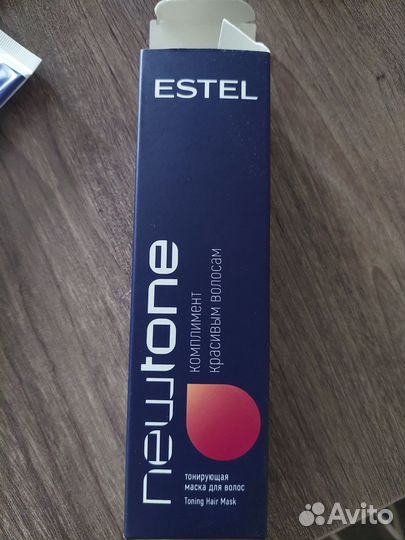 ESTEL
newtone
комплимент
красивым волосам
тонирующая
маска для волос
Toning Hair Mask
Avito